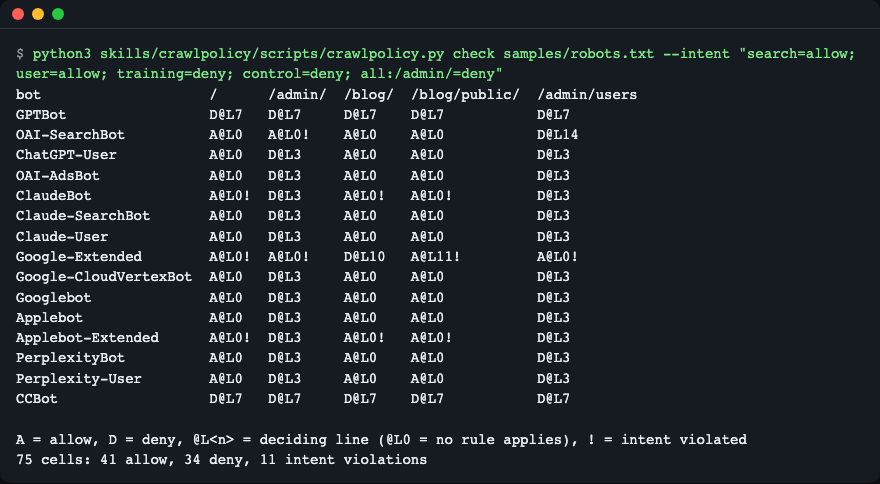 $ python3 skills/crawlpolicy/scripts/crawlpolicy.py check samples/robots.txt --intent "search=allow;
user=allow; training=deny; control=deny; all:/admin/=deny"
bot / /admin/ /blog/ /blog/public/ /admin/users
GPTBot D@L7 D@L7 D@L7 D@L7 D@L7
OAI-SearchBot A@L0 A@L0! A@L0 A@L0 D@L14
ChatGPT-User A@L0 D@L3 A@L0 A@L0 D@L3
OAI-AdsBot A@L0 D@L3 A@L0 A@L0 D@L3
ClaudeBot A@L0! D@L3 A@L0! A@L0! D@L3
Claude-SearchBot A@L0 D@L3 A@L0 A@L0 D@L3
Claude-User A@L0 D@L3 A@L0 A@L0 D@L3
Google-Extended A@L0! A@L0! D@L10 A@L11! A@L0!
Google-CloudVertexBot A@L0 D@L3 A@L0 A@L0 D@L3
Googlebot A@L0 D@L3 A@L0 A@L0 D@L3
Applebot A@L0 D@L3 A@L0 A@L0 D@L3
Applebot-Extended A@L0! D@L3 A@L0! A@L0! D@L3
PerplexityBot A@L0 D@L3 A@L0 A@L0 D@L3
Perplexity-User A@L0 D@L3 A@L0 A@L0 D@L3
CCBot D@L7 D@L7 D@L7 D@L7 D@L7
A = allow, D = deny, @L<n> = deciding line (@L0 = no rule applies), ! = intent violated
75 cells: 41 allow, 34 deny, 11 intent violations